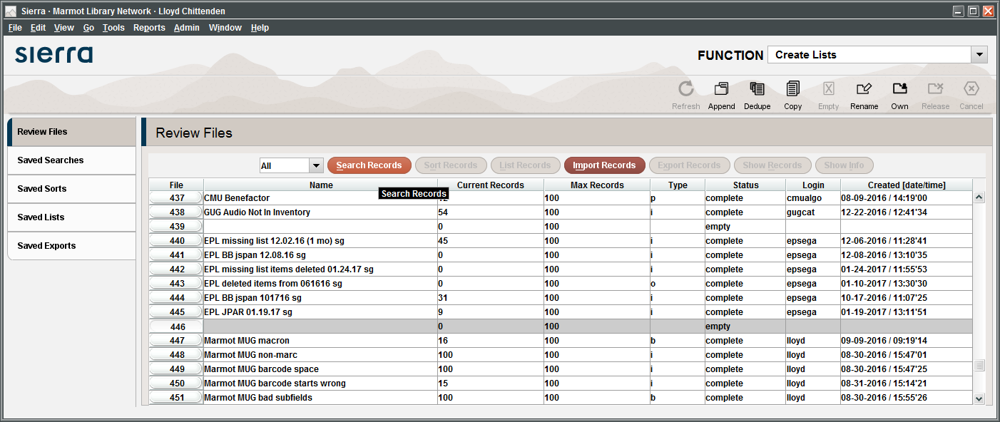 Sierra · Marmot Library Network · Lloyd Chittenden
File Edit View Go Tools Reports Admin Window Help
sierra
FUNCTION Create Lists
Refresh Append Dedupe Copy Empty Rename Own Release Cancel
Review Files
Saved Searches
Saved Sorts
Saved Lists
Saved Exports
Review Files
All Search Records Sort Records List Records Import Records Export Records Show Records Show Info
File Name Current Records Max Records Type Status Login Created [date/time]
Search Records
437 CMU Benefactor 100 p complete cmualgo 08-09-2016 / 14:19'00
438 GUG Audio Not In Inventory 54 100 i complete gugcat 12-22-2016 / 12:41'34
439 0 100 empty
440 EPL missing list 12.02.16 (1 mo) sg 45 100 i complete epsega 12-06-2016 / 11:28'41
441 EPL BB jspan 12.08.16 sg 0 100 i complete epsega 12-08-2016 / 13:10'35
442 EPL missing list items deleted 01.24.17 sg 0 100 i complete epsega 01-24-2017 / 11:55'53
443 EPL deleted items from 061616 sg 0 100 o complete epsega 01-10-2017 / 13:30'30
444 EPL BB jspan 101716 sg 31 100 i complete epsega 10-17-2016 / 11:07'25
445 EPL JPAR 01.19.17 sg 9 100 i complete epsega 01-19-2017 / 13:11'51
446 0 100 empty
447 Marmot MUG macron 16 100 b complete lloyd 09-09-2016 / 09:19'14
448 Marmot MUG non-marc 100 100 i complete lloyd 08-30-2016 / 15:47'01
449 Marmot MUG barcode space 100 100 i complete lloyd 08-30-2016 / 15:47'25
450 Marmot MUG barcode starts wrong 15 100 i complete lloyd 08-31-2016 / 15:14'21
451 Marmot MUG bad subfields 100 100 b complete lloyd 08-30-2016 / 15:55'26